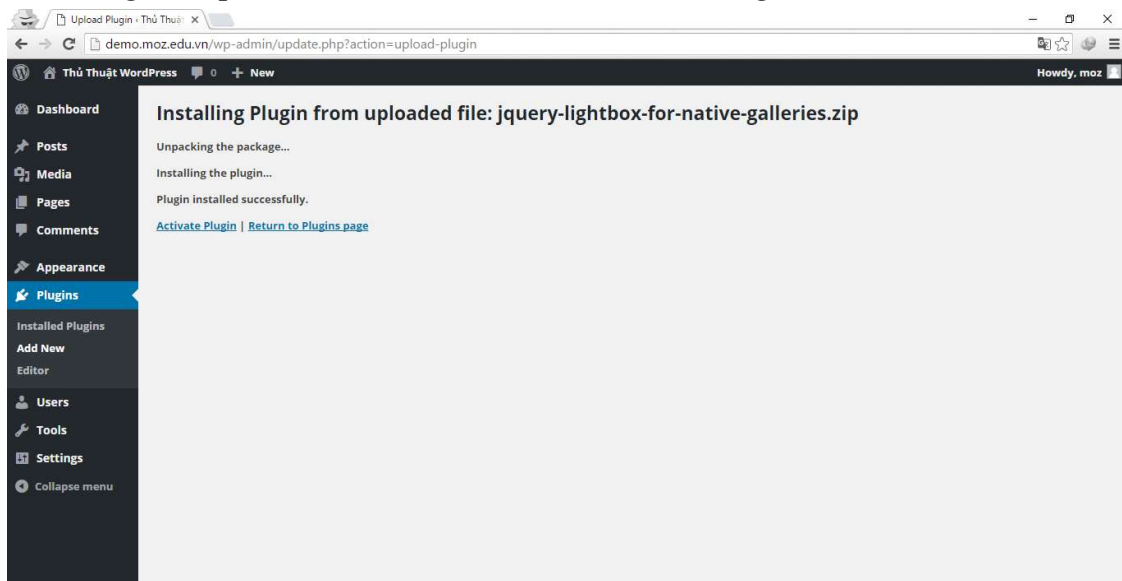 Upload Plugin ‹ Thủ Thuậ
demo.moz.edu.vn/wp-admin/update.php?action=upload-plugin
Thủ Thuật WordPress 0 + New Howdy, moz
Dashboard
Posts
Media
Pages
Comments
Appearance
Plugins
Installed Plugins
Add New
Editor
Users
Tools
Settings
Collapse menu
Installing Plugin from uploaded file: jquery-lightbox-for-native-galleries.zip
Unpacking the package...
Installing the plugin...
Plugin installed successfully.
Activate Plugin | Return to Plugins page